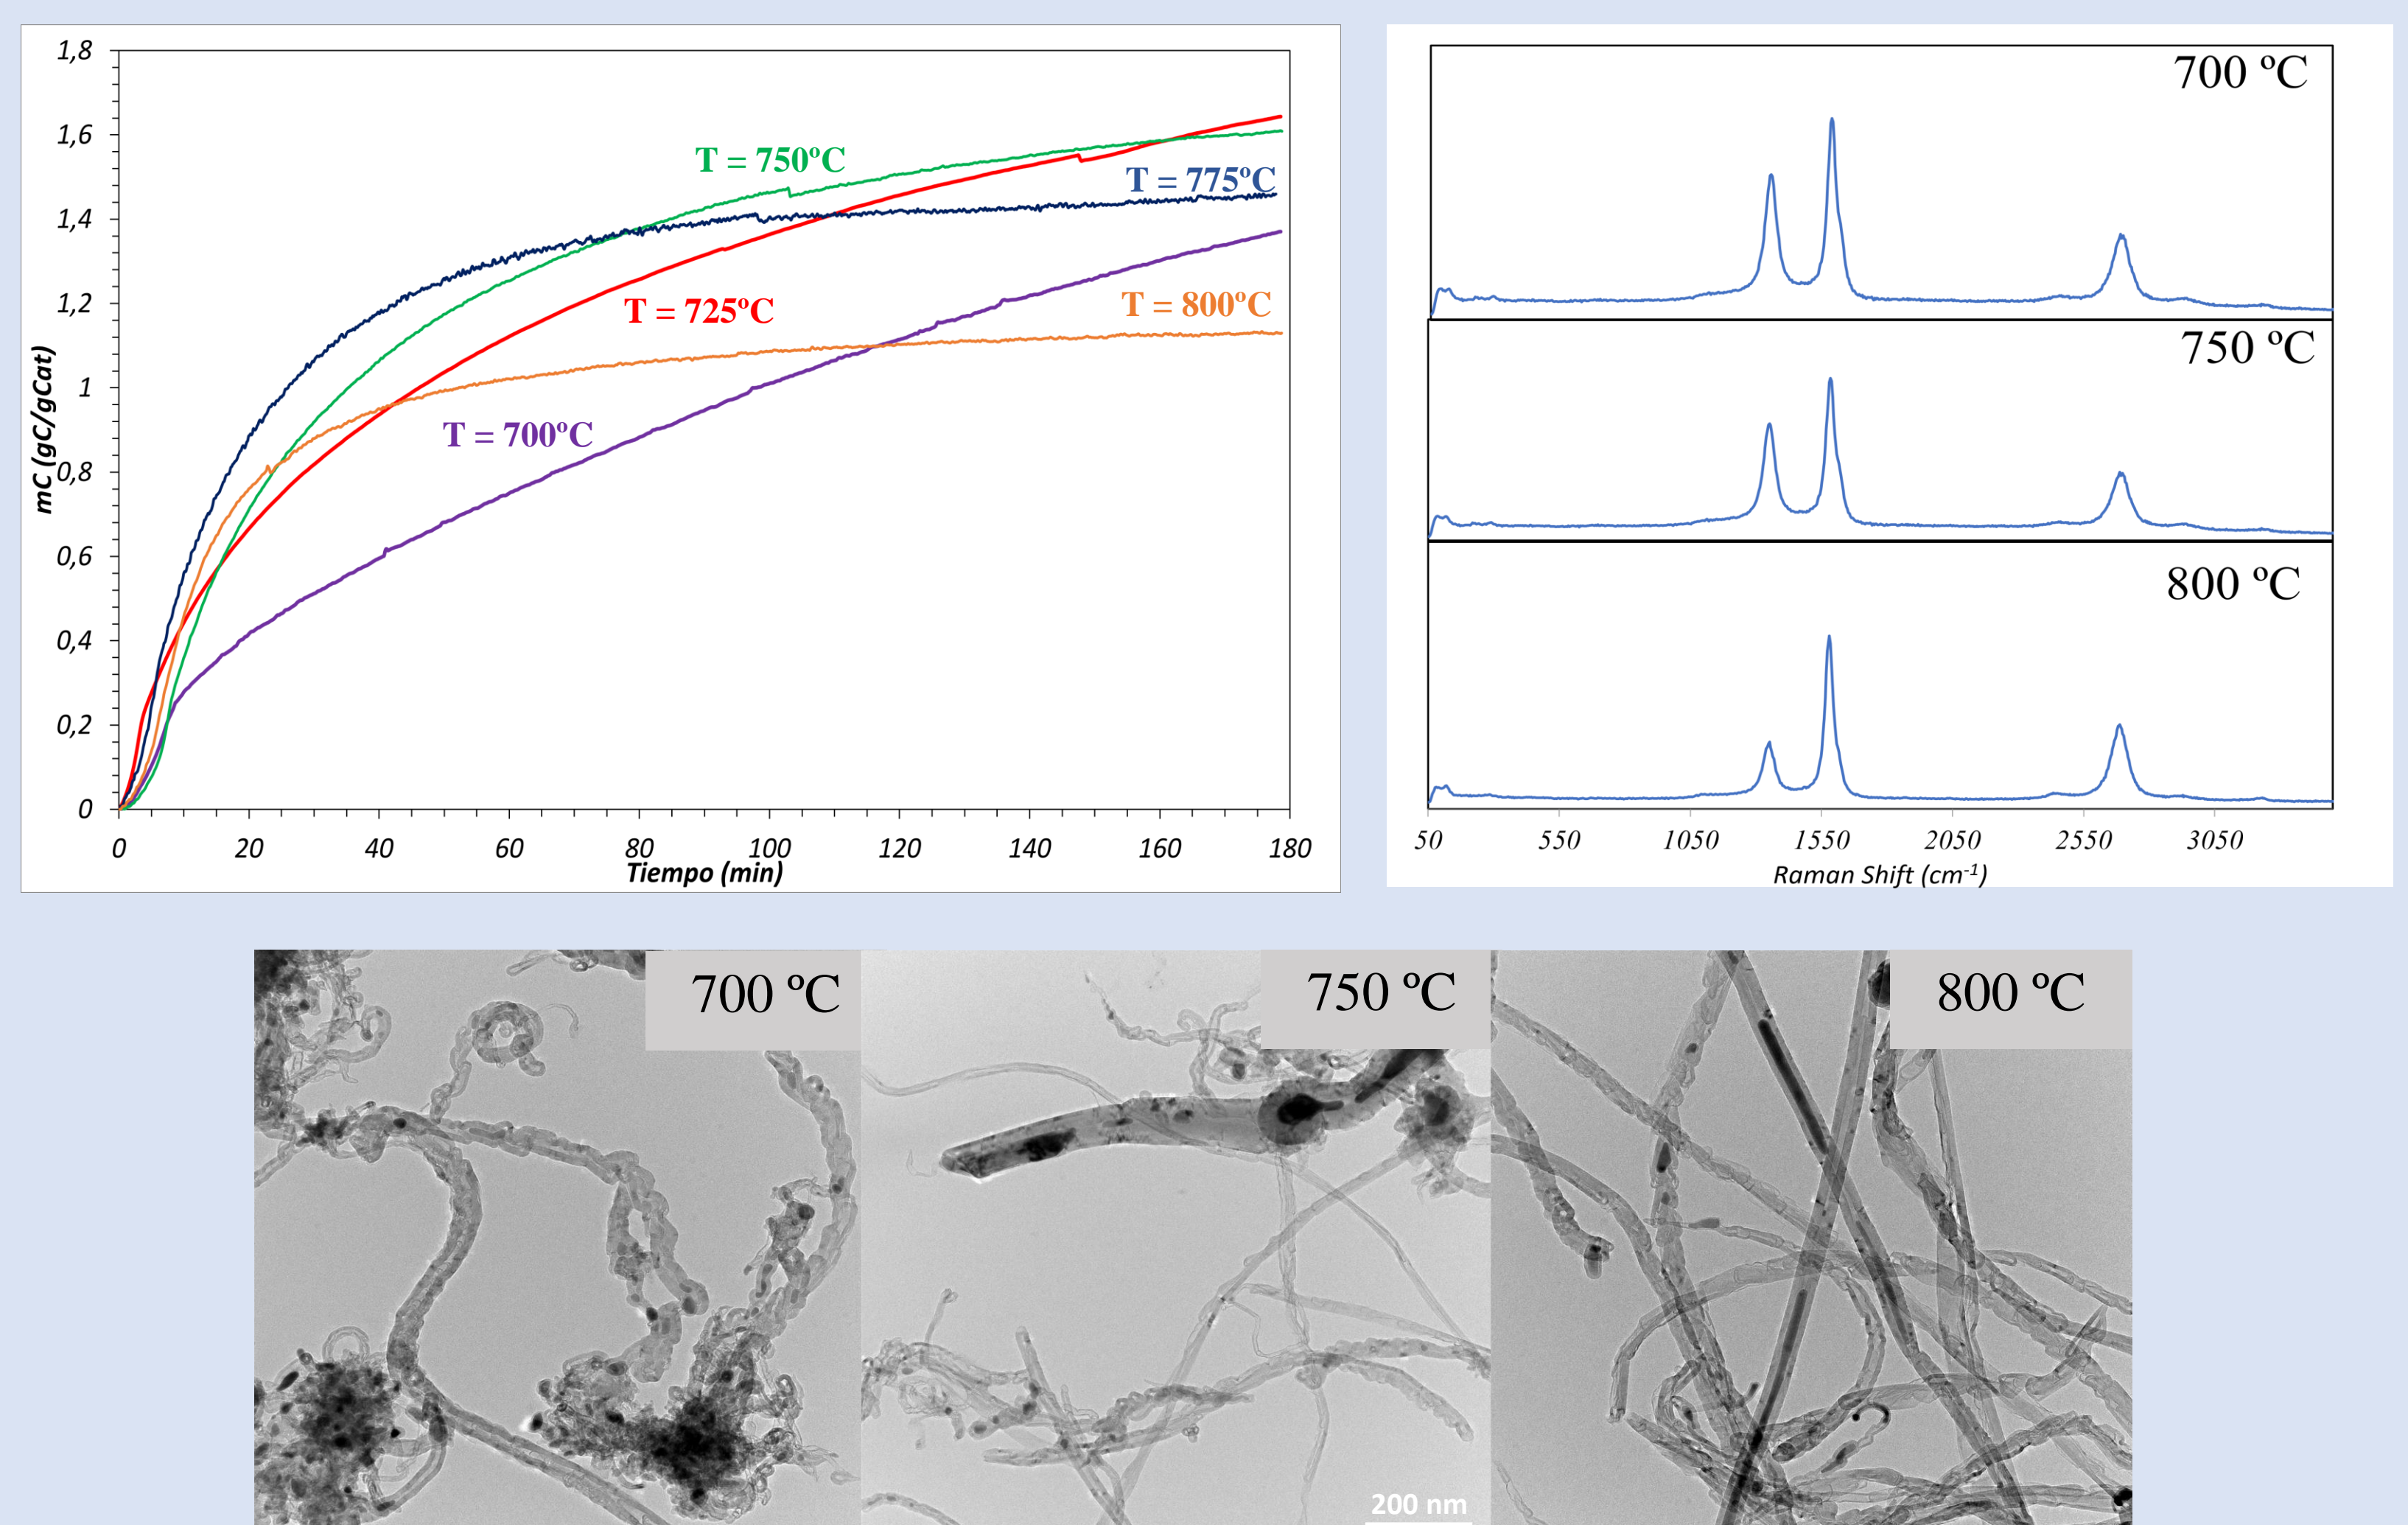 1,8
1,6
1,4
1,2
1
0,8
0,6
0,4
0,2
0
mC (gC/gCat)
T = 750ºC
T = 775ºC
T = 725ºC
T = 800ºC
T = 700ºC
0 20 40 60 80 100 120 140 160 180
Tiempo (min)
700 ºC
750 ºC
800 ºC
50 550 1050 1550 2050 2550 3050
Raman Shift (cm-1)
700 ºC
750 ºC
800 ºC
200 nm